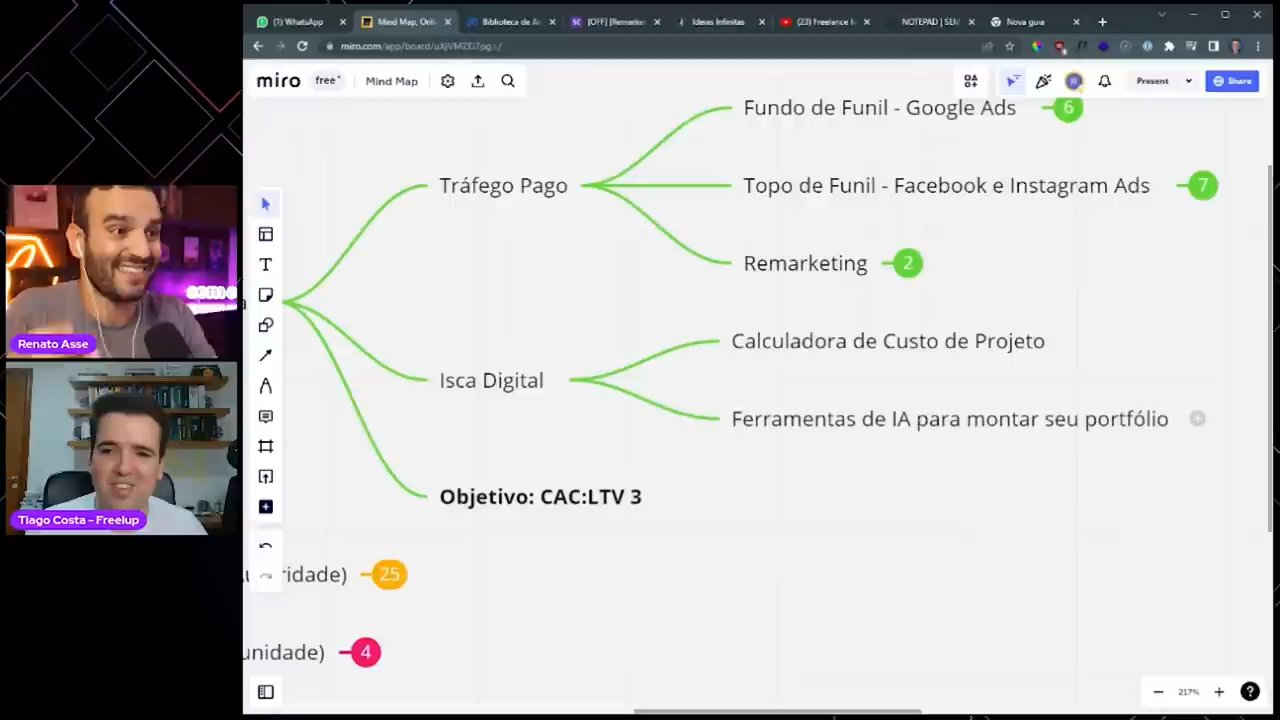 (1) WhatsApp
Mind Map, Onli
Biblioteca de A
[OFF] [Remarke
Ideias Infinitas
(23) Freelance
NOTEPAD | SEM
Nova guia
miro.com/app/board/
miro
free
Mind Map
Present
Share
Fundo de Funil - Google Ads
6
Tráfego Pago
Topo de Funil - Facebook e Instagram Ads
7
Remarketing
2
Calculadora de Custo de Projeto
Isca Digital
Ferramentas de IA para montar seu portfólio
Objetivo: CAC:LTV 3
ridade)
25
unidade)
4
217%
Renato Asse
Tiago Costa - Freelup